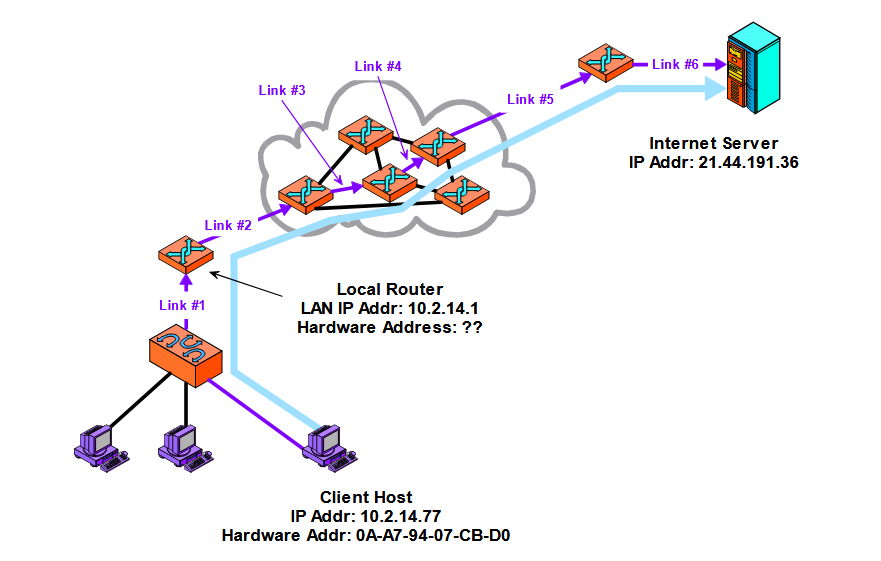 Link #4
Link #3
Link #6
Link #5
Internet Server
IP Addr: 21.44.191.36
Link #2
Local Router
LAN IP Addr: 10.2.14.1
Hardware Address: ??
Link #1
Client Host
IP Addr: 10.2.14.77
Hardware Addr: 0A-A7-94-07-CB-D0